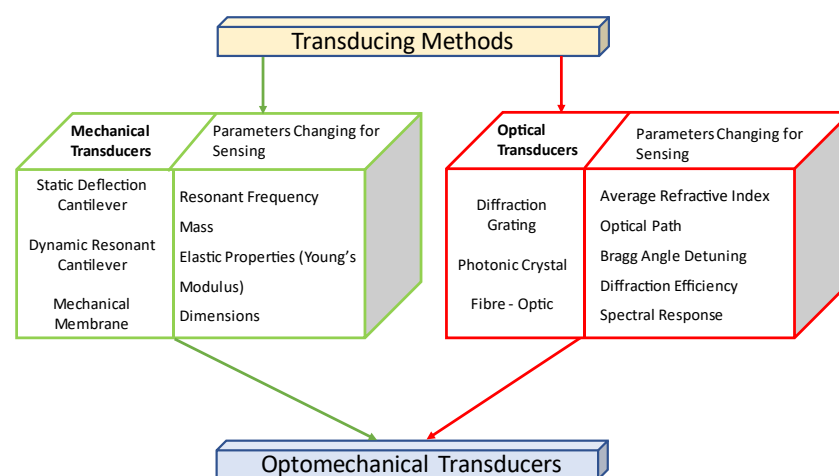 Transducing Methods
Mechanical
Transducers
Parameters Changing for
Sensing
Static Deflection
Cantilever
Dynamic Resonant
Cantilever
Mechanical
Membrane
Resonant Frequency
Mass
Elastic Properties (Young's
Modulus)
Dimensions
Optical
Transducers
Parameters Changing for
Sensing
Diffraction
Grating
Photonic Crystal
Fibre - Optic
Average Refractive Index
Optical Path
Bragg Angle Detuning
Diffraction Efficiency
Spectral Response
Optomechanical Transducers